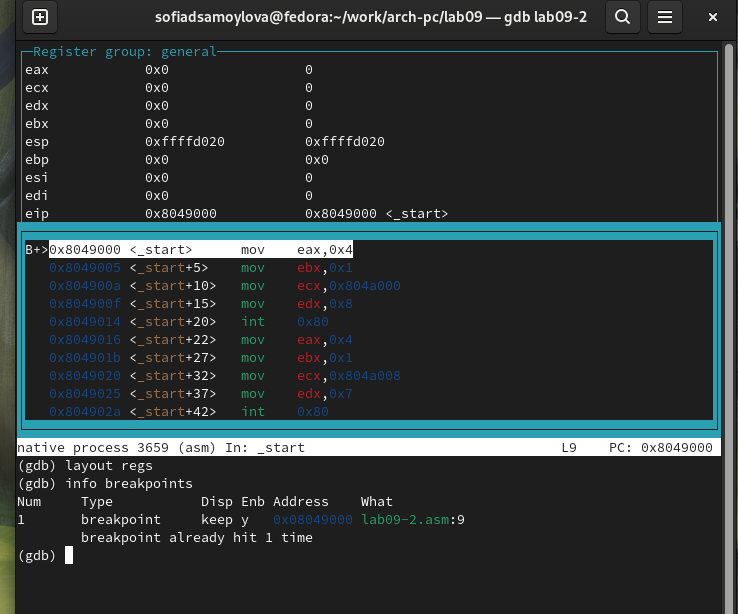 sofiadsamoylova@fedora:~/work/arch-pc/lab09 — gdb lab09-2
Register group: general
eax 0x0 0
ecx 0x0 0
edx 0x0 0
ebx 0x0 0
esp 0xffffd020 0xffffd020
ebp 0x0 0x0
esi 0x0 0
edi 0x0 0
eip 0x8049000 0x8049000 <_start>
B+>0x8049000 <_start> mov eax,0x4
0x8049005 <_start+5> mov ebx,0x1
0x804900a <_start+10> mov ecx,0x804a000
0x804900f <_start+15> mov edx,0x8
0x8049014 <_start+20> int 0x80
0x8049016 <_start+22> mov eax,0x4
0x804901b <_start+27> mov ebx,0x1
0x8049020 <_start+32> mov ecx,0x804a008
0x8049025 <_start+37> mov edx,0x7
0x804902a <_start+42> int 0x80
native process 3659 (asm) In: _start L9 PC: 0x8049000
(gdb) layout regs
(gdb) info breakpoints
Num Type Disp Enb Address What
1 breakpoint keep y 0x08049000 lab09-2.asm:9
breakpoint already hit 1 time
(gdb)